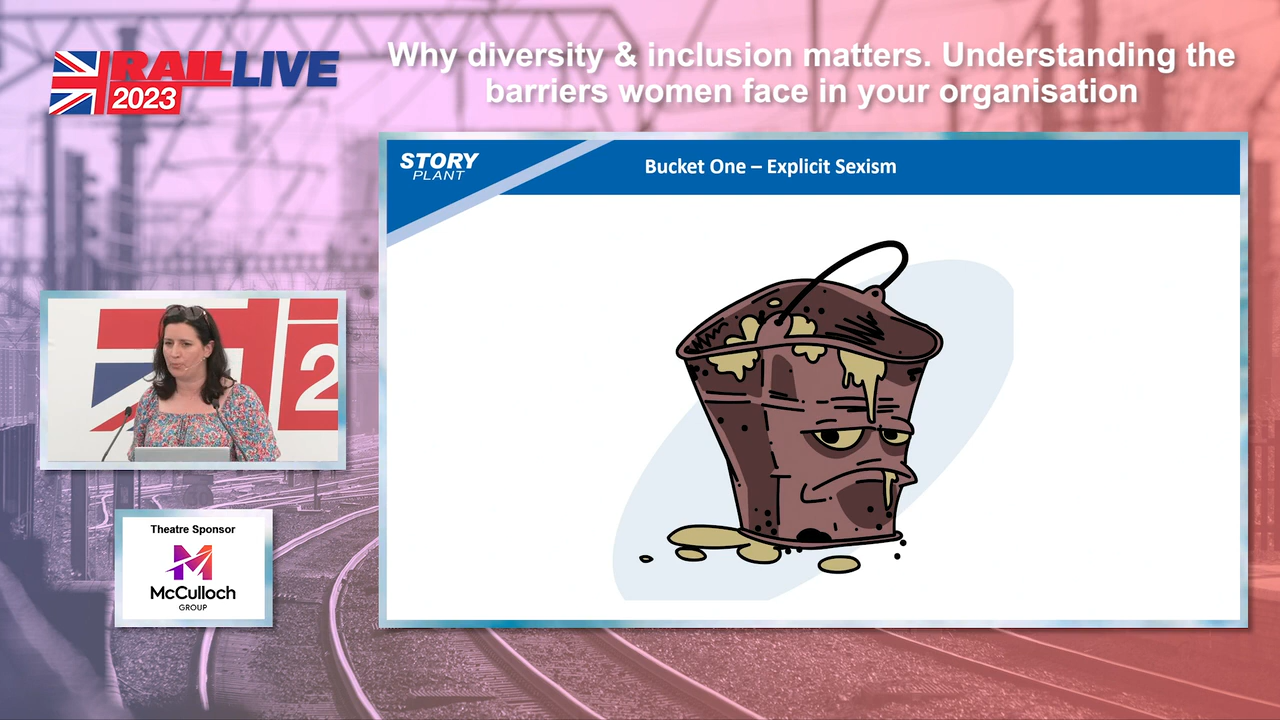 RAIL LIVE
2023
Why diversity & inclusion matters. Understanding the
barriers women face in your organisation
STORY
PLANT
Bucket One – Explicit Sexism
2
Theatre Sponsor
McCulloch
GROUP